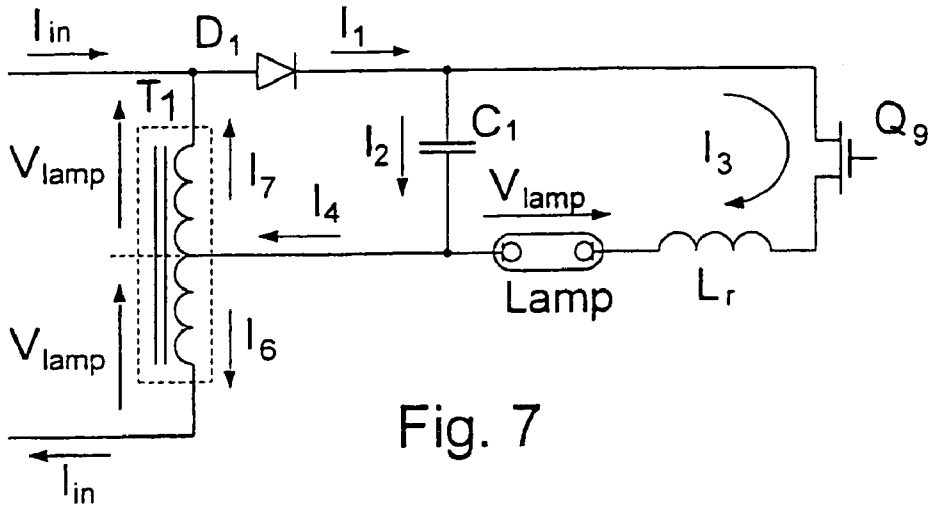 Iin
D1
I1
T1
Vlamp
I7
I4
I2
C1
Vlamp
I3
Q9
Vlamp
I6
Lamp
Lr
Iin
Fig. 7